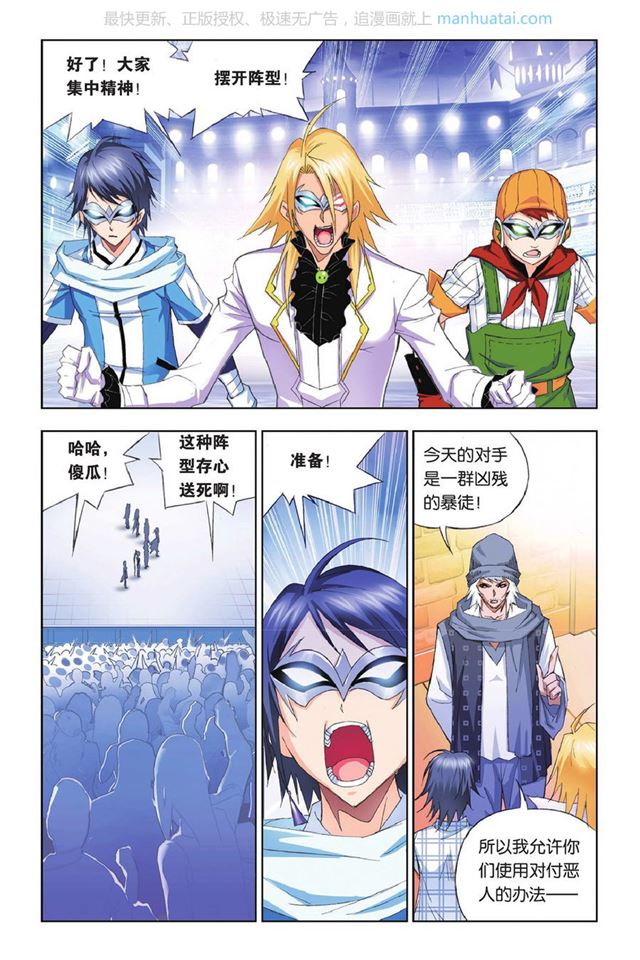 最快更新、正版授权、极速无广告，追漫画就上 manhuatai.com
好了！大家
集中精神！
摆开阵型！
哈哈，
傻瓜！
这种阵
型存心
送死啊！
准备！
今天的对手
是一群凶残
的暴徒！
所以我允许你
们使用对付恶
人的办法——